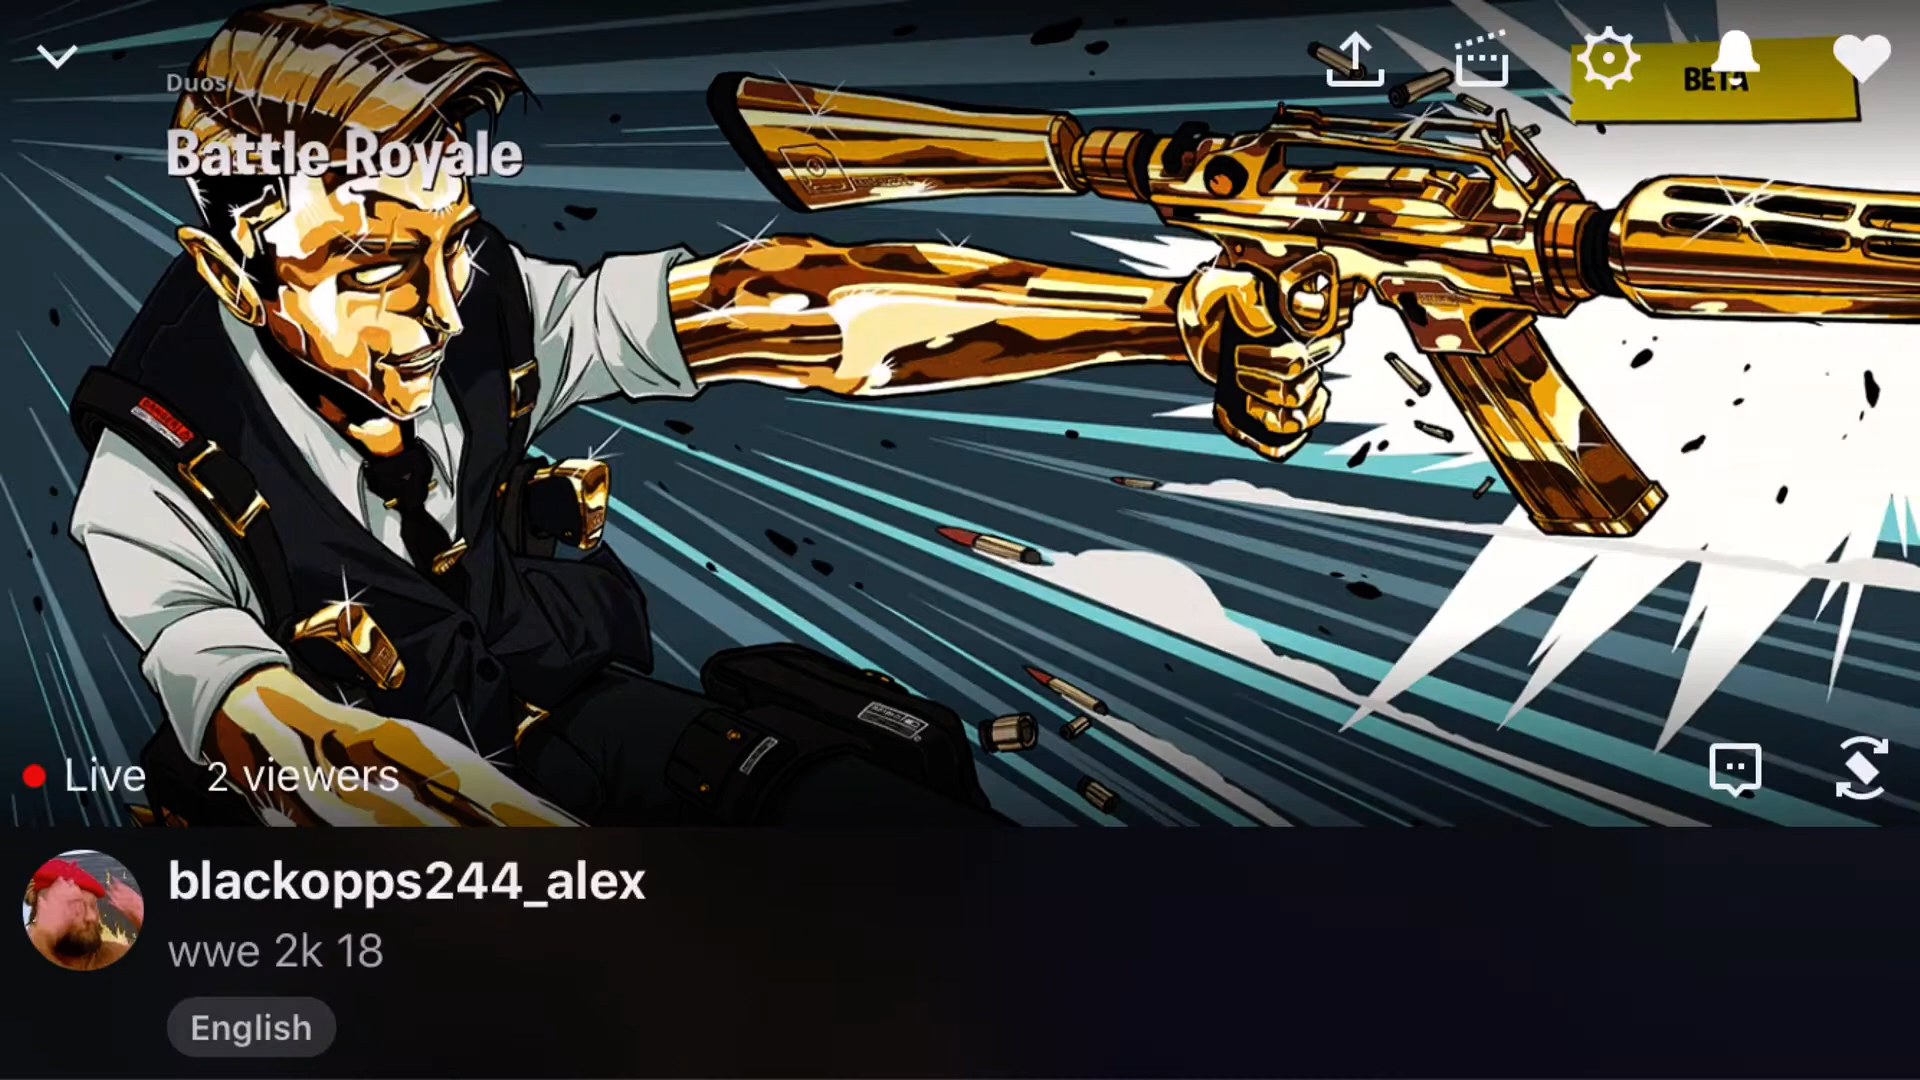 Duos
BETA
Battle Royale
Live
2 viewers
blackopps244_alex
wwe 2k 18
English